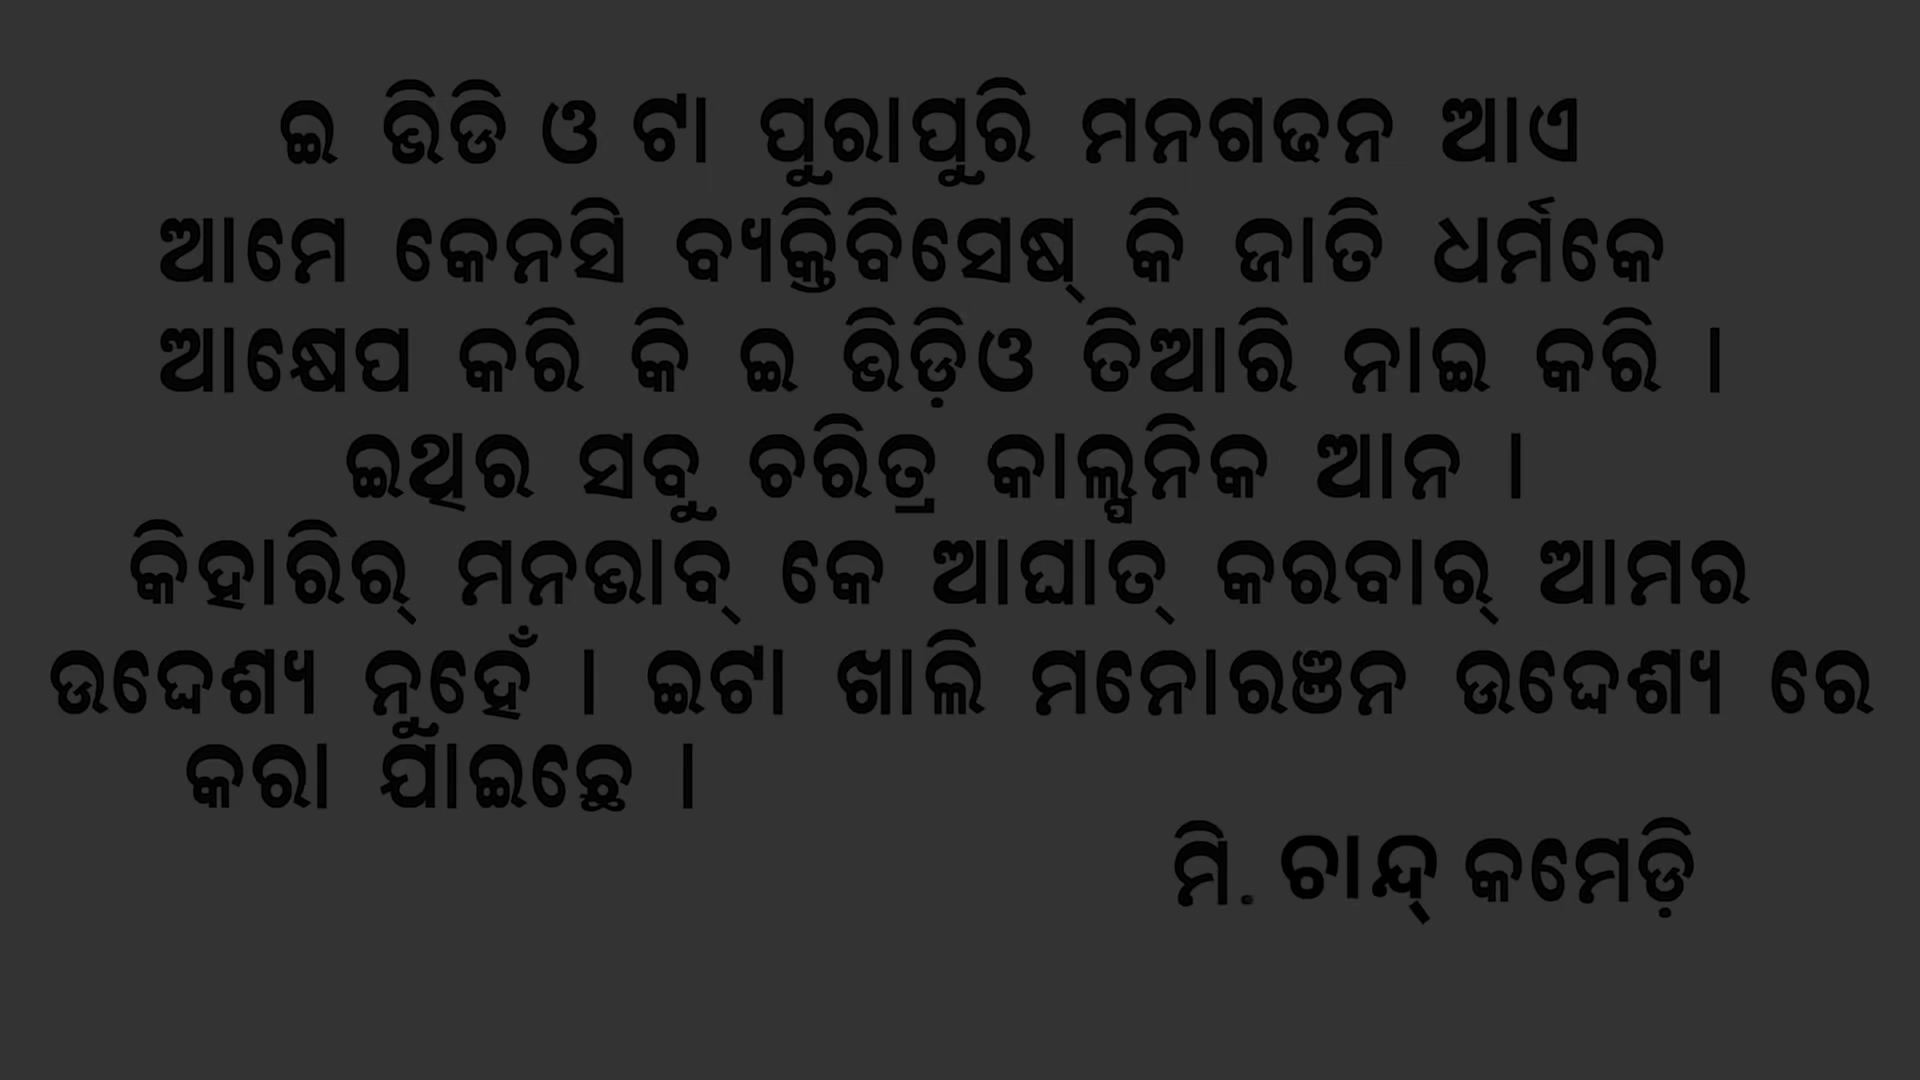 ଇ ଭିଡି ଓ ଟା ପୁରାପୁରି ମନଗଢନ ଆଏ
ଆମେ କେନସି ବ୍ୟକ୍ତିବିସେଷ୍ କି ଜାତି ଧର୍ମକେ
ଆକ୍ଷେପ କରି କି ଇ ଭିଡ଼ିଓ ତିଆରି ନାଇ କରି ।
ଇଥିର ସବୁ ଚରିତ୍ର କାଳ୍ପନିକ ଆନ ।
କିହାରିର୍ ମନଭାବ୍ କେ ଆଘାତ୍ କରବାର୍ ଆମର
ଉଦ୍ଦେଶ୍ୟ ନୁହେଁ । ଇଟା ଖାଲି ମନୋରଞ୍ଜନ ଉଦ୍ଦେଶ୍ୟ ରେ
କରା ଯାଇଛେ ।
ମି. ଚାନ୍ଦ୍ କମେଡ଼ି